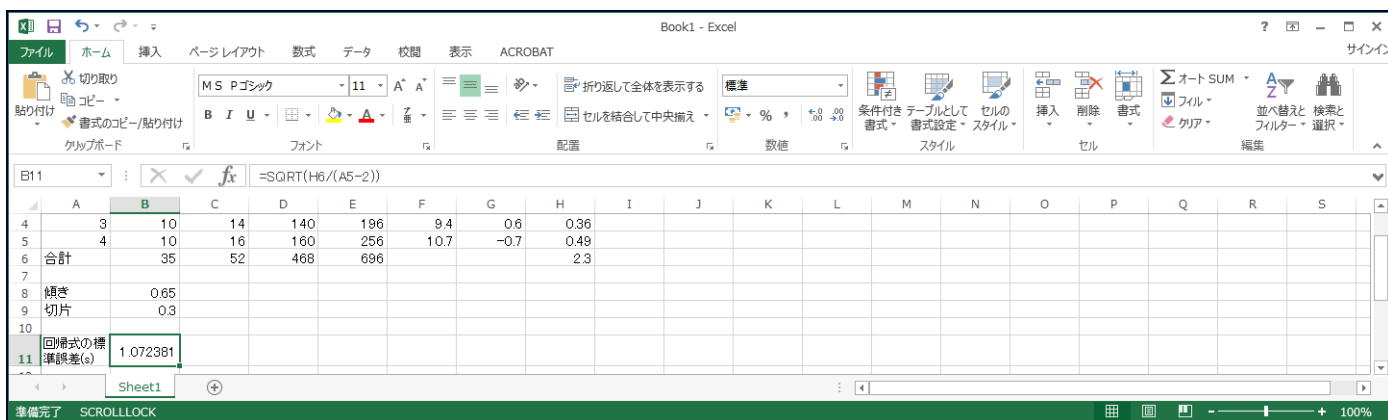 Book1 - Excel
サインイン
ファイル ホーム 挿入 ページ レイアウト 数式 データ 校閲 表示 ACROBAT
貼り付け 切り取り コピー 書式のコピー/貼り付け クリップボード
MS Pゴシック 11 B I U A フォント
折り返して全体を表示する セルを結合して中央揃え 配置
標準 % 数値
条件付き書式 テーブルとして書式設定 セルのスタイル スタイル
挿入 削除 書式 セル
Σ オート SUM フィル クリア 並べ替えとフィルター 検索と選択 編集
B11 fx =SQRT(H6/(A5-2))
A B C D E F G H I J K L M N O P Q R S
4 3 10 14 140 196 9.4 0.6 0.36
5 4 10 16 160 256 10.7 -0.7 0.49
6 合計 35 52 468 696 2.3
7
8 傾き 0.65
9 切片 0.3
10
11 回帰式の標準誤差(s) 1.072381
Sheet1
準備完了 SCROLLLOCK 100%